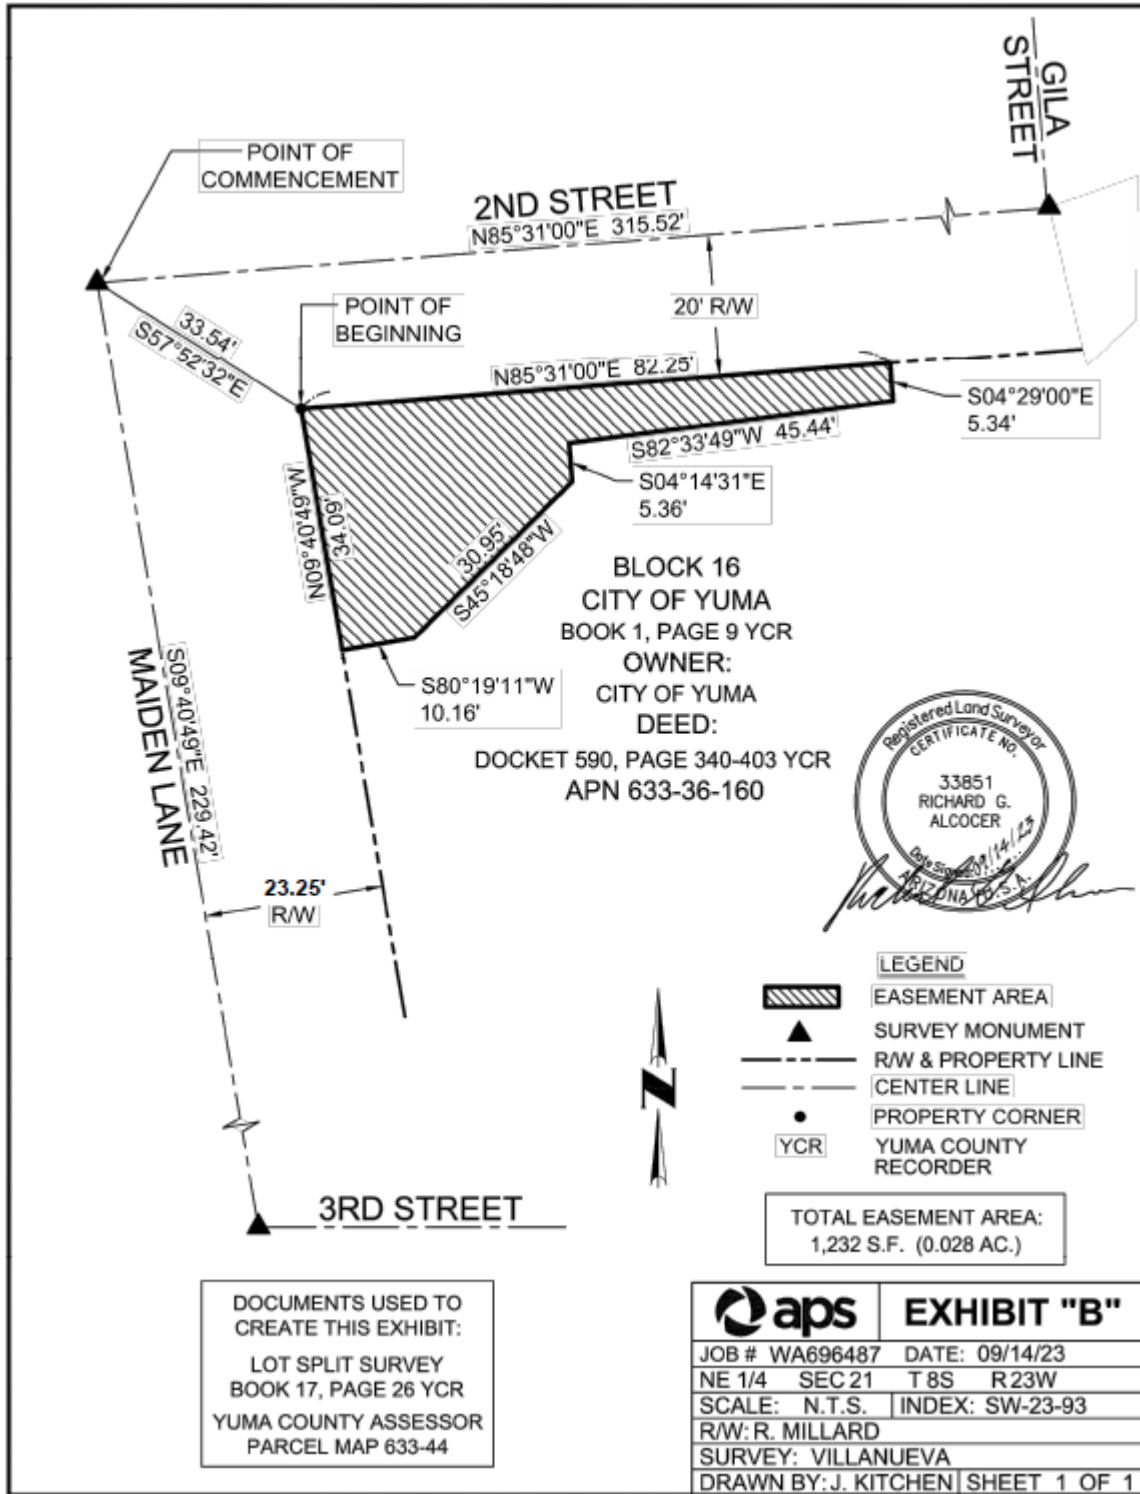 GILA
STREET
POINT OF
COMMENCEMENT
2ND STREET
N85°31'00"E 315.52'
20' R/W
POINT OF
BEGINNING
33.54'
S57°52'32"E
N85°31'00"E 82.25'
S04°29'00"E
5.34'
S82°33'49"W 45.44'
S04°14'31"E
5.36'
N09°40'49"W
34.09'
30.95'
S45°18'48"W
S80°19'11"W
10.16'
BLOCK 16
CITY OF YUMA
BOOK 1, PAGE 9 YCR
OWNER:
CITY OF YUMA
DEED:
DOCKET 590, PAGE 340-403 YCR
APN 633-36-160
MAIDEN LANE
S09°40'49"E 229.42'
23.25'
R/W
Registered Land Surveyor
CERTIFICATE NO.
33851
RICHARD G.
ALCOCER
Date Signed 09/14/23
ARIZONA U.S.A.
LEGEND
EASEMENT AREA
SURVEY MONUMENT
R/W & PROPERTY LINE
CENTER LINE
PROPERTY CORNER
YCR YUMA COUNTY
RECORDER
N
3RD STREET
TOTAL EASEMENT AREA:
1,232 S.F. (0.028 AC.)
DOCUMENTS USED TO
CREATE THIS EXHIBIT:
LOT SPLIT SURVEY
BOOK 17, PAGE 26 YCR
YUMA COUNTY ASSESSOR
PARCEL MAP 633-44
aps EXHIBIT "B"
JOB # WA696487 DATE: 09/14/23
NE 1/4 SEC 21 T 8S R 23W
SCALE: N.T.S. INDEX: SW-23-93
R/W: R. MILLARD
SURVEY: VILLANUEVA
DRAWN BY: J. KITCHEN SHEET 1 OF 1